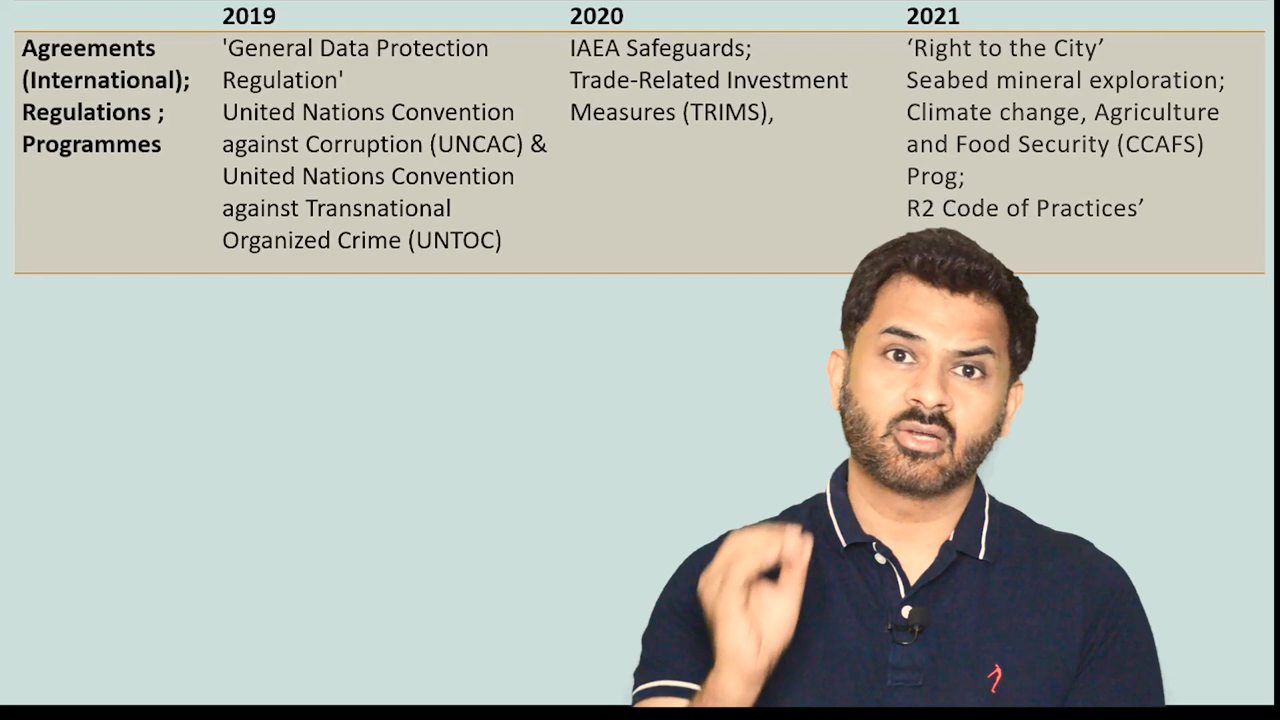 2019 2020 2021
Agreements (International); Regulations ; Programmes
'General Data Protection
Regulation'
United Nations Convention
against Corruption (UNCAC) &
United Nations Convention
against Transnational
Organized Crime (UNTOC)
IAEA Safeguards;
Trade-Related Investment
Measures (TRIMS),
‘Right to the City’
Seabed mineral exploration;
Climate change, Agriculture
and Food Security (CCAFS)
Prog;
R2 Code of Practices’